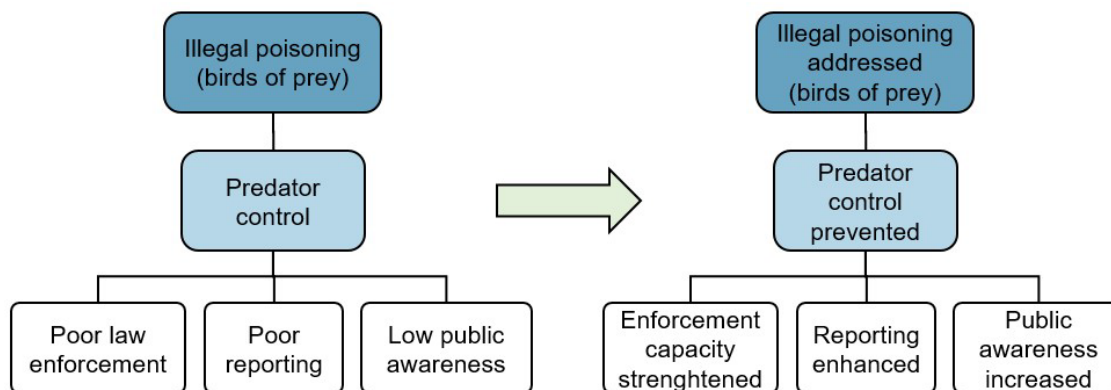 Illegal poisoning
(birds of prey)
Predator
control
Poor law
enforcement
Poor
reporting
Low public
awareness
Illegal poisoning
addressed
(birds of prey)
Predator
control
prevented
Enforcement
capacity
strenghtened
Reporting
enhanced
Public
awareness
increased